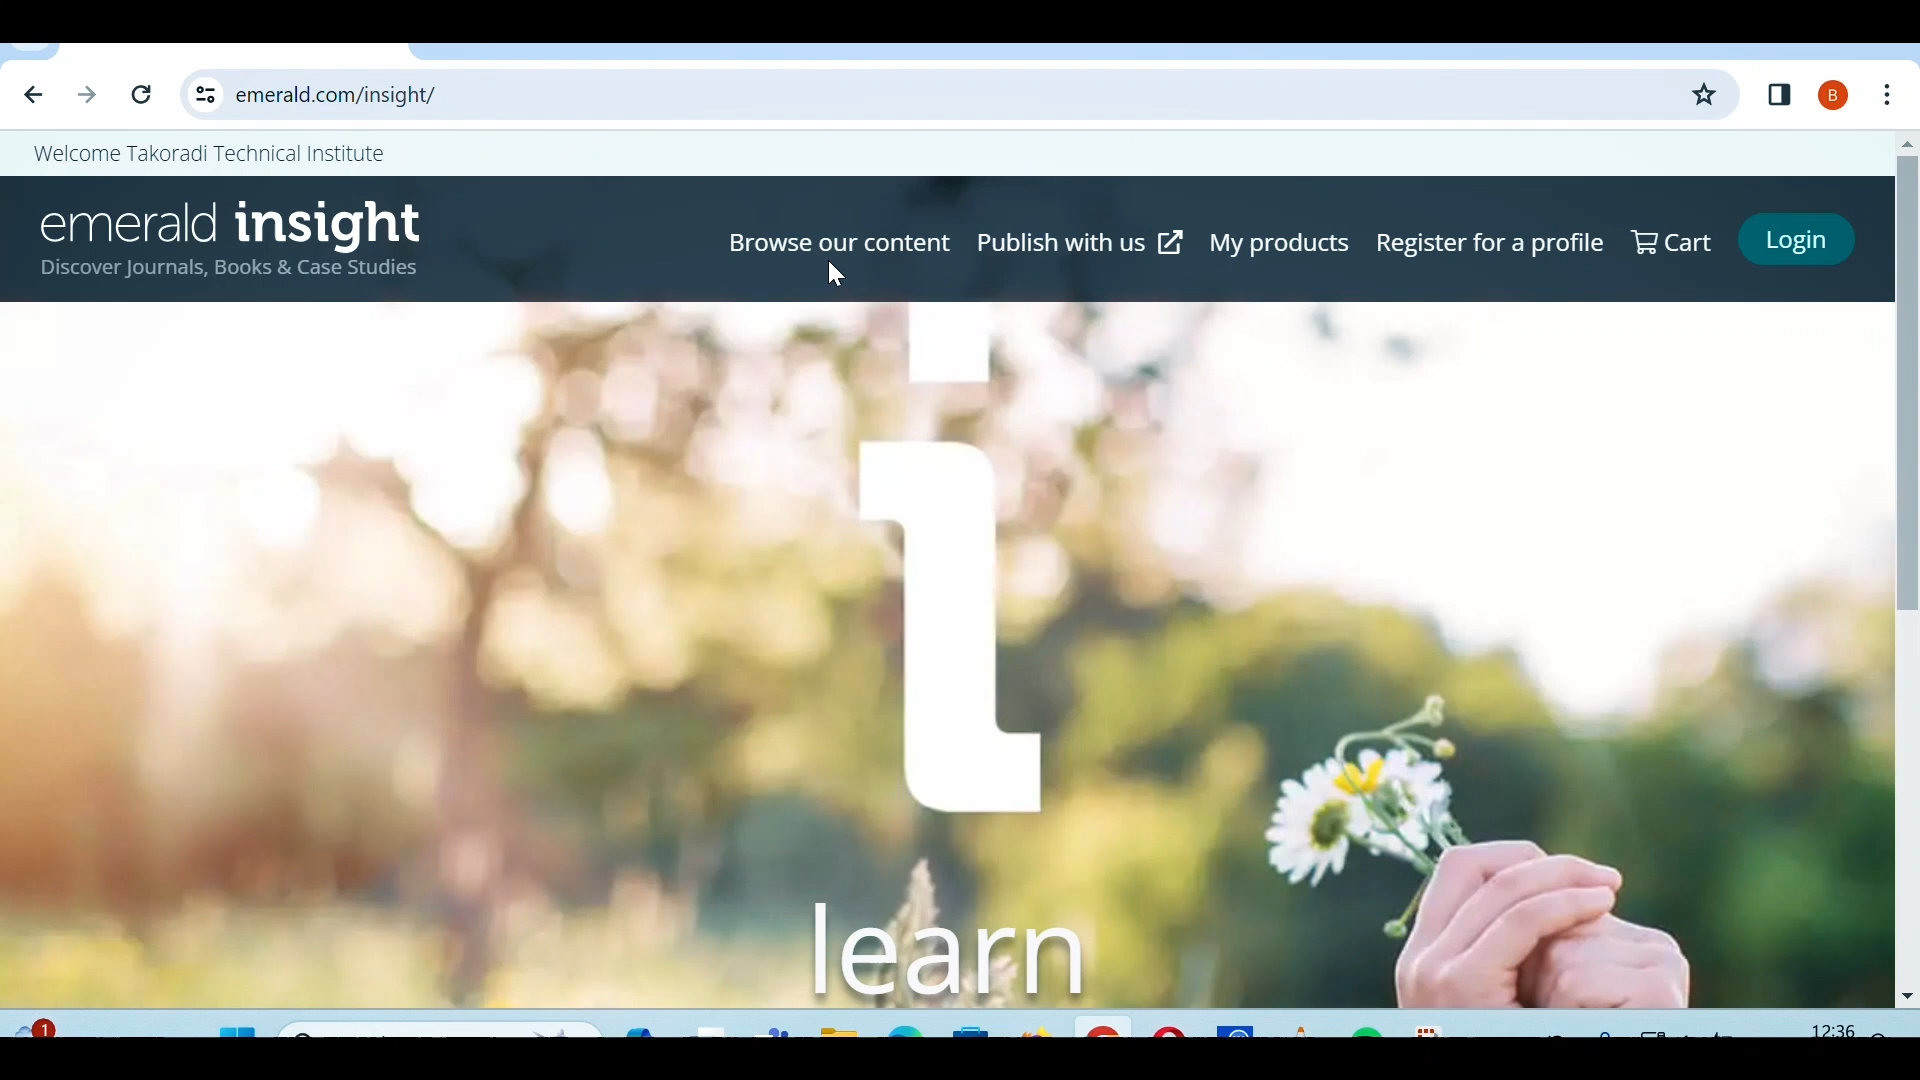 emerald.com/insight/
B
Welcome Takoradi Technical Institute
emerald insight
Discover Journals, Books & Case Studies
Browse our content Publish with us My products Register for a profile Cart Login
learn
1
12:36